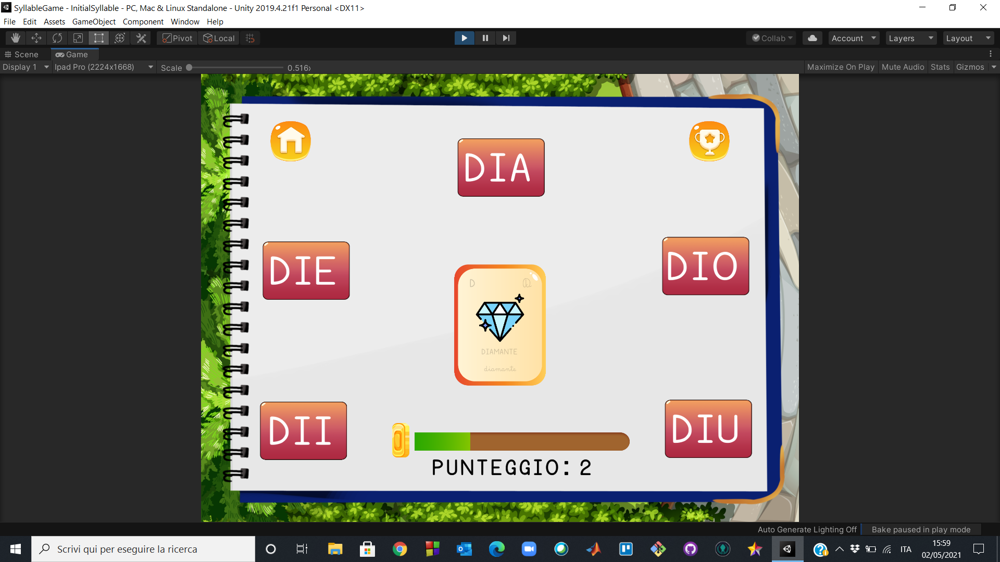 SyllableGame - InitialSyllable - PC, Mac & Linux Standalone - Unity 2019.4.21f1 Personal <DX11>
File Edit Assets GameObject Component Window Help
Pivot Local Collab Account Layers Layout
Scene Game
Display 1 Ipad Pro (2224x1668) Scale 0.516x Maximize On Play Mute Audio Stats Gizmos
DIA
DIE
DIO
D d
DIAMANTE
diamante
DII
DIU
PUNTEGGIO: 2
Auto Generate Lighting Off Bake paused in play mode
Scrivi qui per eseguire la ricerca
ITA
15:59
02/05/2021